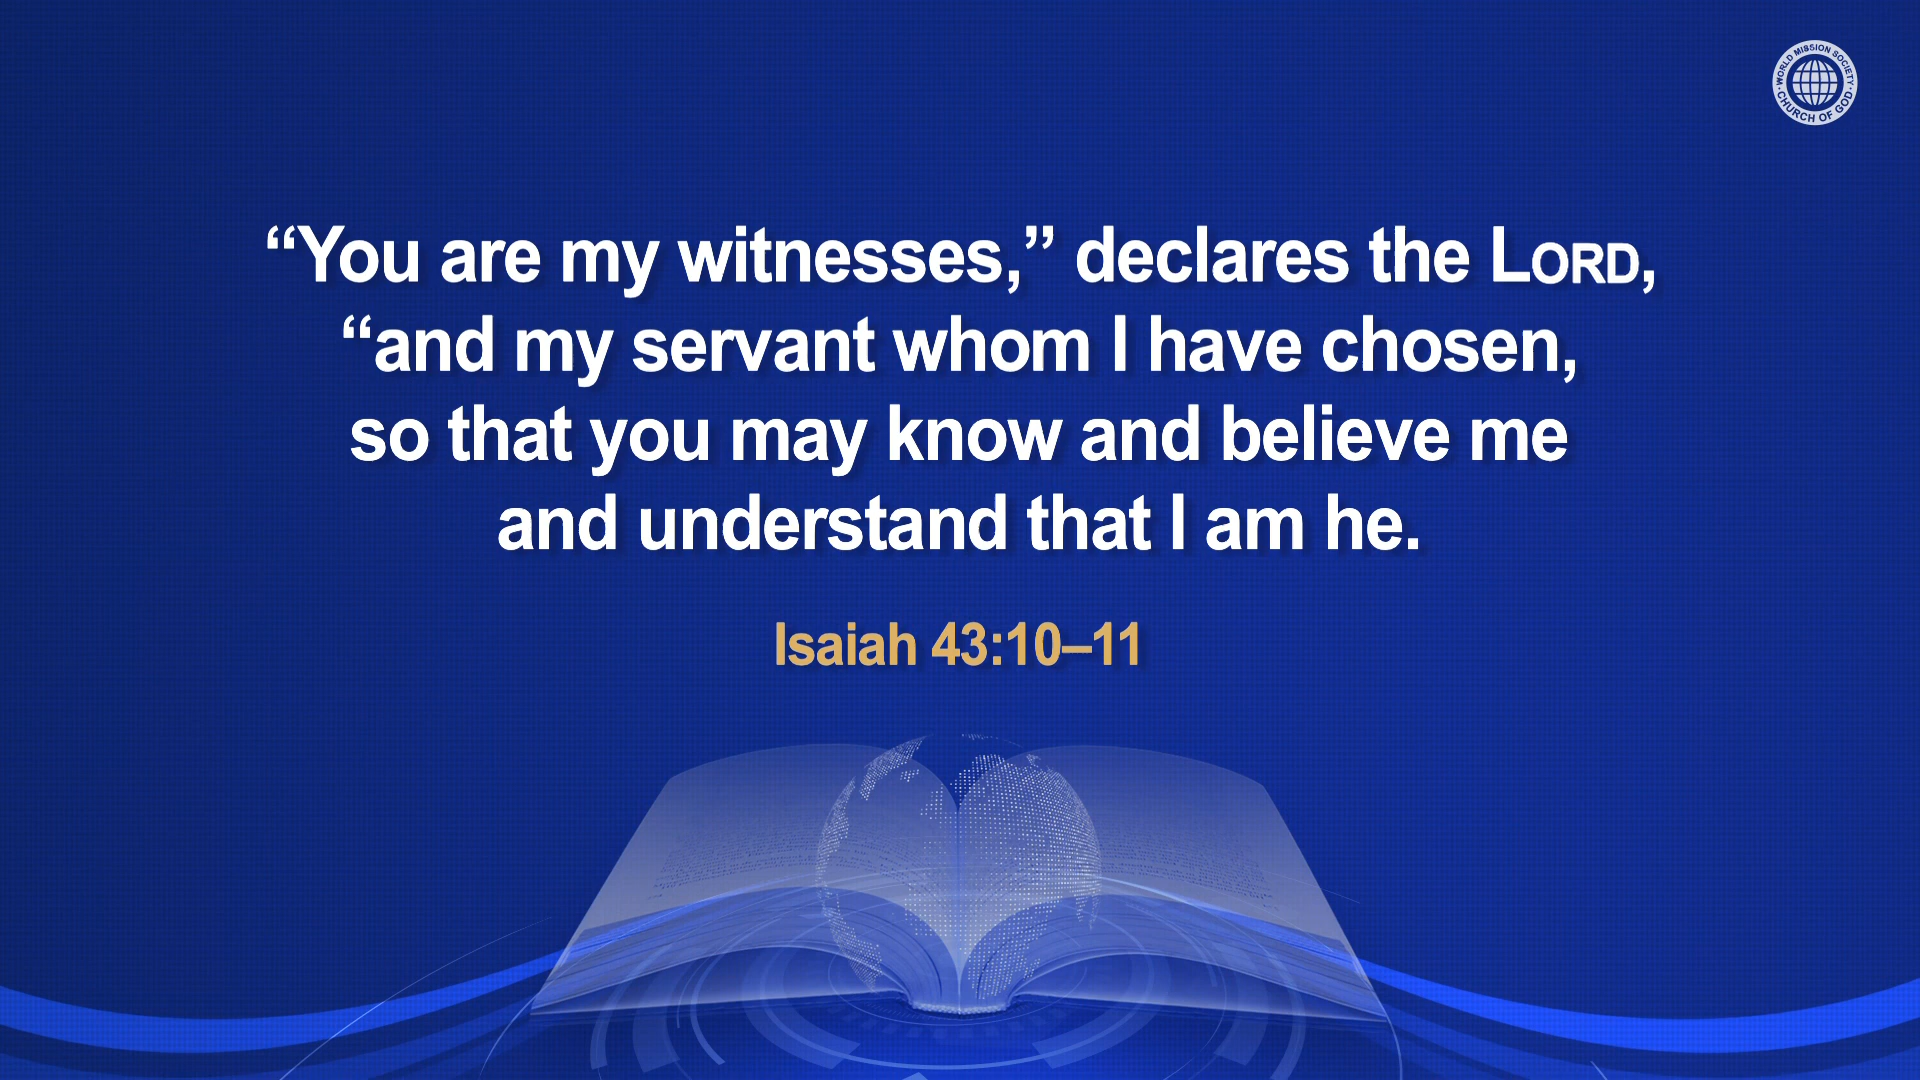 WORLD MISSION SOCIETY
CHURCH OF GOD
“You are my witnesses,” declares the LORD,
“and my servant whom I have chosen,
so that you may know and believe me
and understand that I am he.
Isaiah 43:10–11